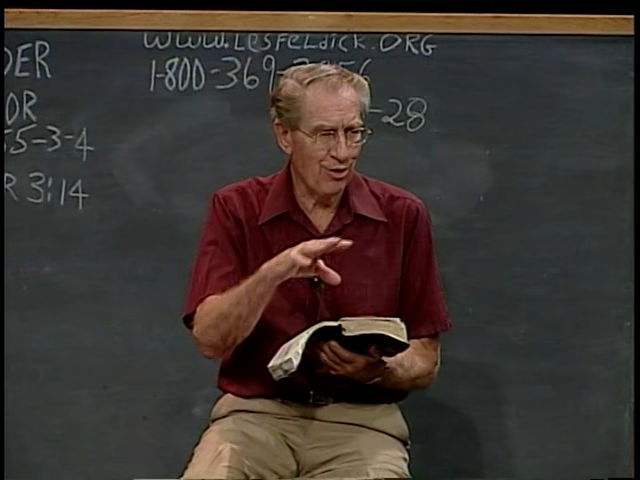 WWW.LESFELDICK.ORG
DER
1-800-369-
OR
-28
5-3-4
R 3:14